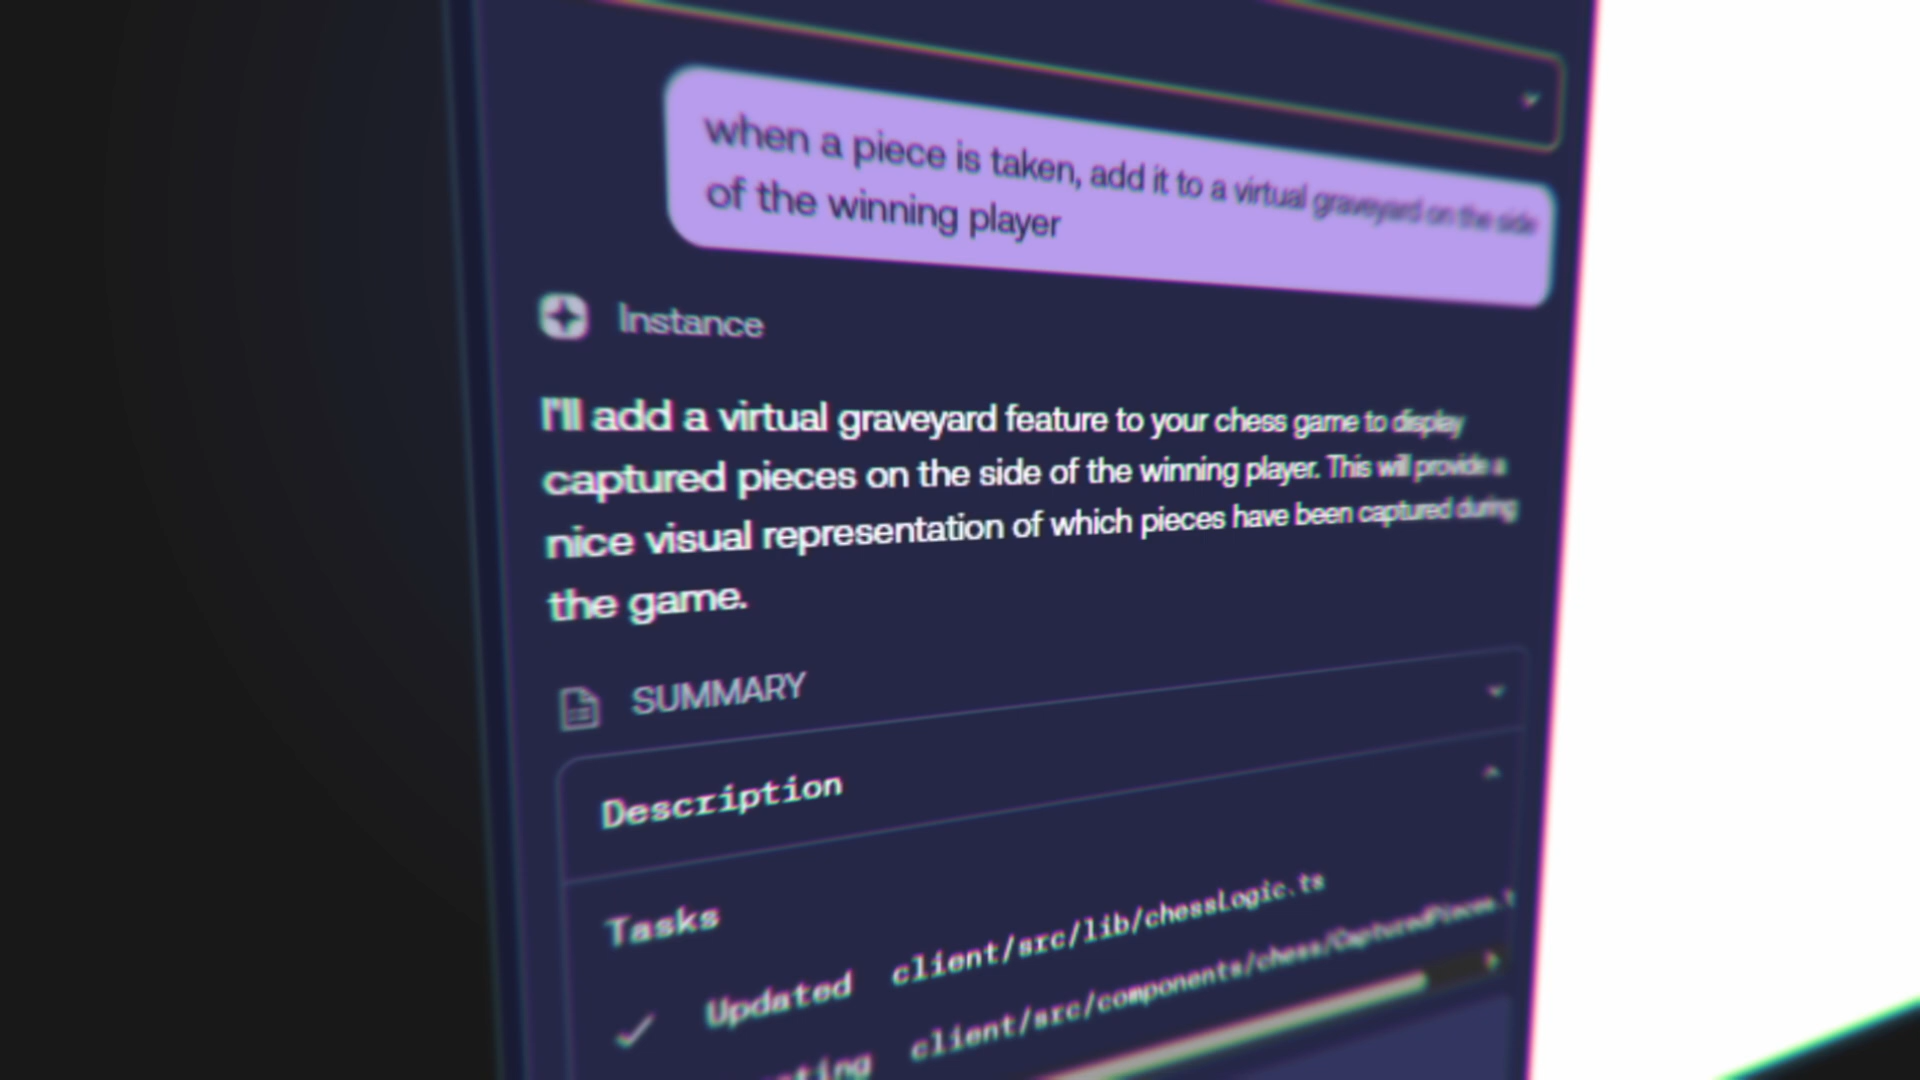 when a piece is taken, add it to a virtual graveyard on the side
of the winning player
Instance
I'll add a virtual graveyard feature to your chess game to display
captured pieces on the side of the winning player. This will provide a
nice visual representation of which pieces have been captured during
the game.
SUMMARY
Description
Tasks
Updated client/src/lib/chessLogic.ts
client/src/components/chess/CapturedPieces.t